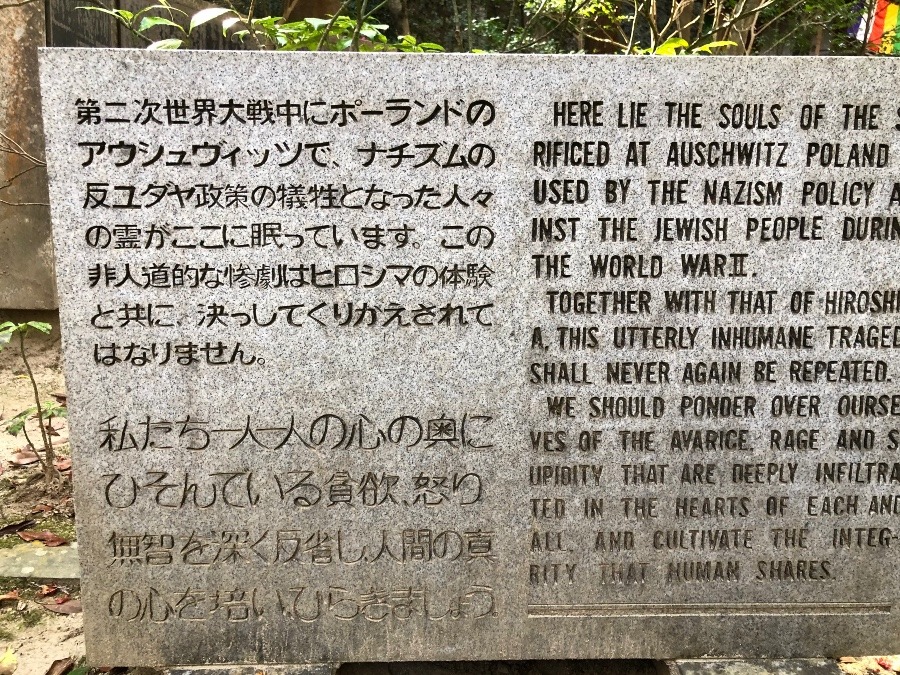 第二次世界大戦中にポーランドの
アウシュヴィッツで、ナチズムの
反ユダヤ政策の犠牲となった人々
の霊がここに眠っています。この
非人道的な惨劇はヒロシマの体験
と共に、決っしてくりかえされて
はなりません。
私たち一人一人の心の奥に
ひそんでいる貧欲、怒り
無智を深く反省し、人間の真
の心を培いひらきましょう
HERE LIE THE SOULS OF THE S
RIFICED AT AUSCHWITZ POLAND
USED BY THE NAZISM POLICY A
INST THE JEWISH PEOPLE DURIN
THE WORLD WAR II.
TOGETHER WITH THAT OF HIROSHI
A, THIS UTTERLY INHUMANE TRAGED
SHALL NEVER AGAIN BE REPEATED.
WE SHOULD PONDER OVER OURSE
VES OF THE AVARICE, RAGE AND S
UPIDITY THAT ARE DEEPLY INFILTRA
TED IN THE HEARTS OF EACH AND
ALL, AND CULTIVATE THE INTEG-
RITY THAT HUMAN SHARES.